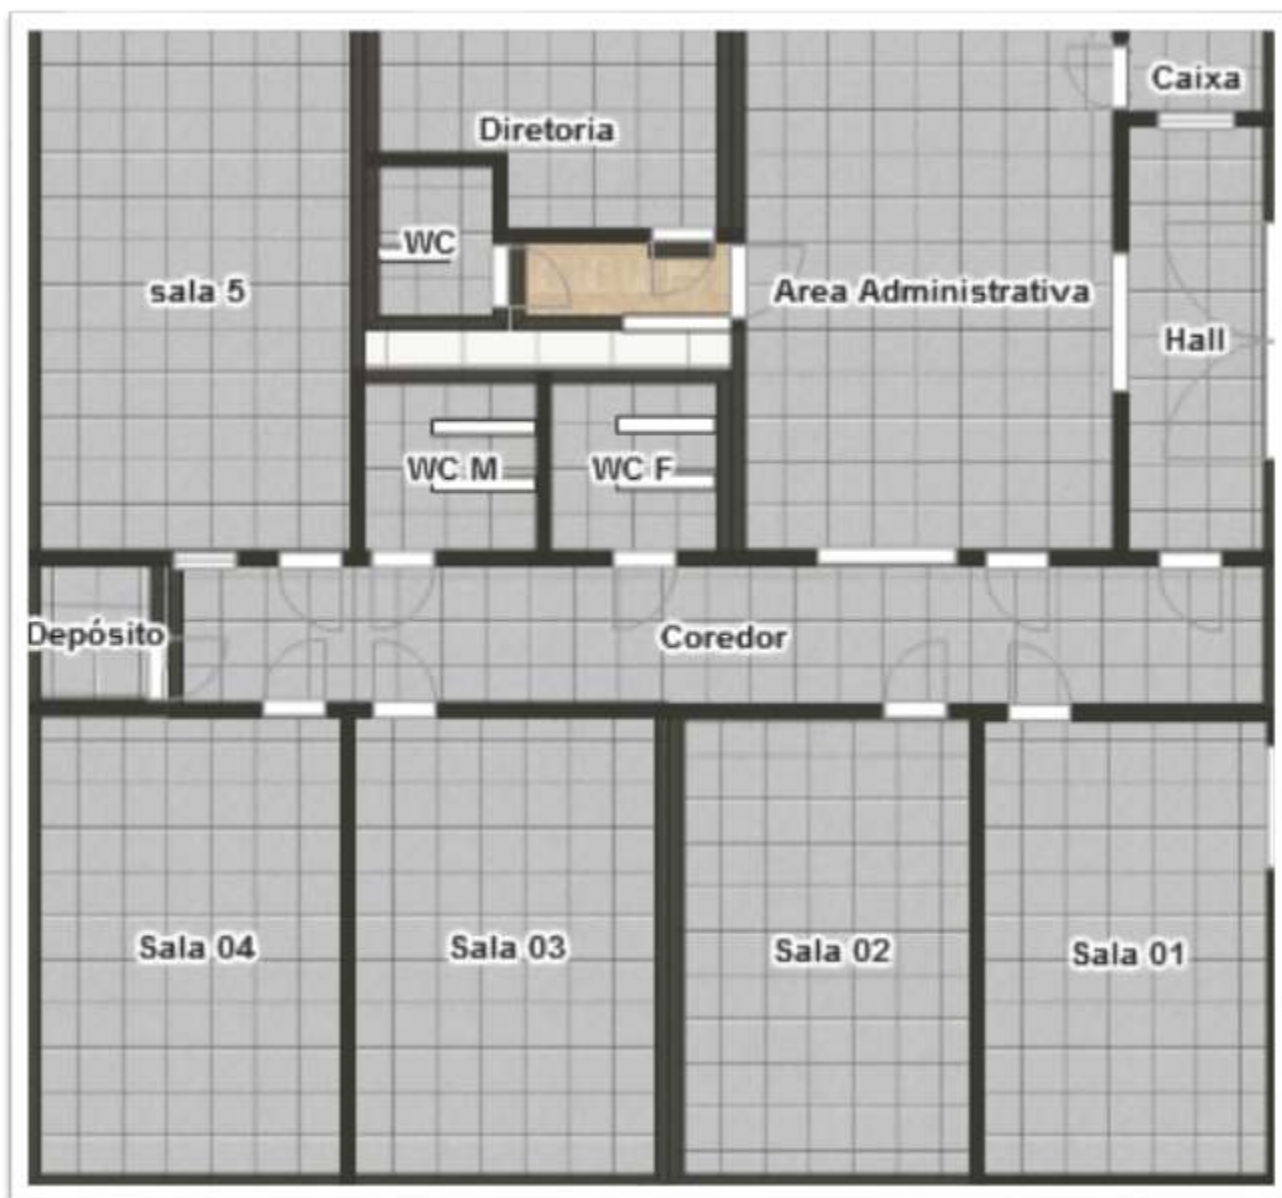 Caixa
Diretoria
WC
sala 5
Area Administrativa
Hall
WC M
WC F
Depósito
Coredor
Sala 04
Sala 03
Sala 02
Sala 01